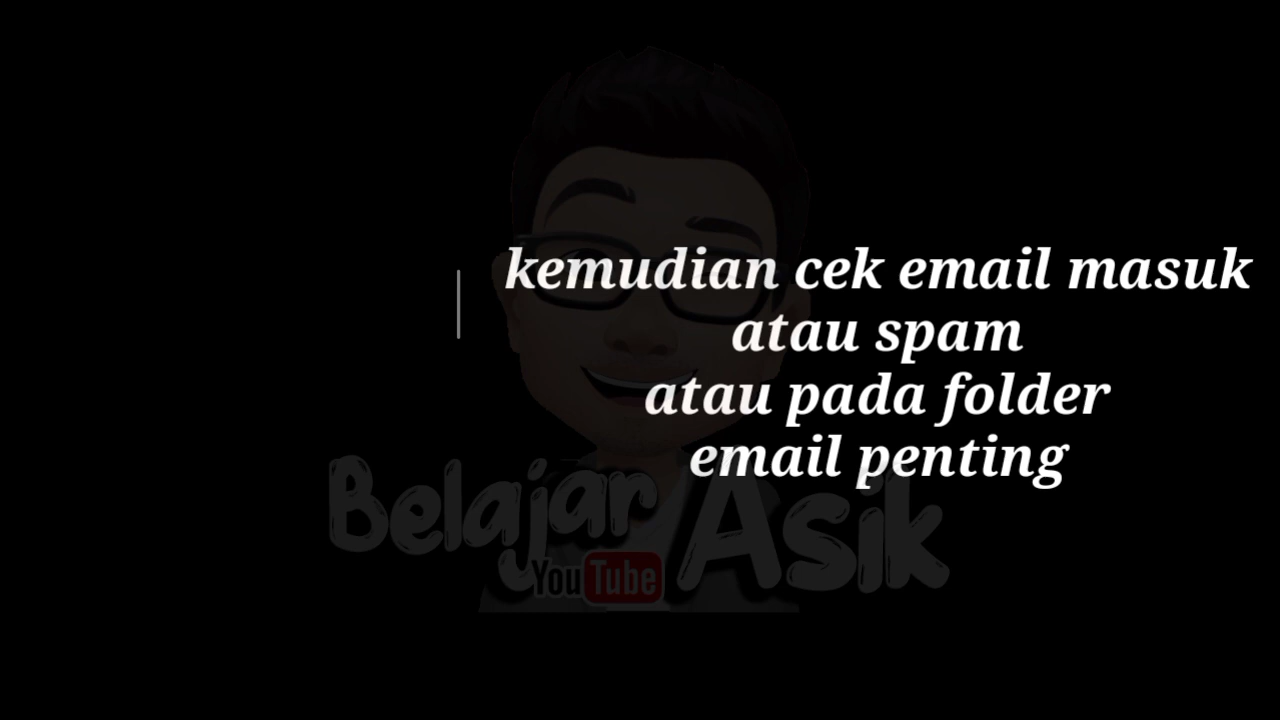 kemudian cek email masuk
atau spam
atau pada folder
email penting
Belajar Asik
YouTube